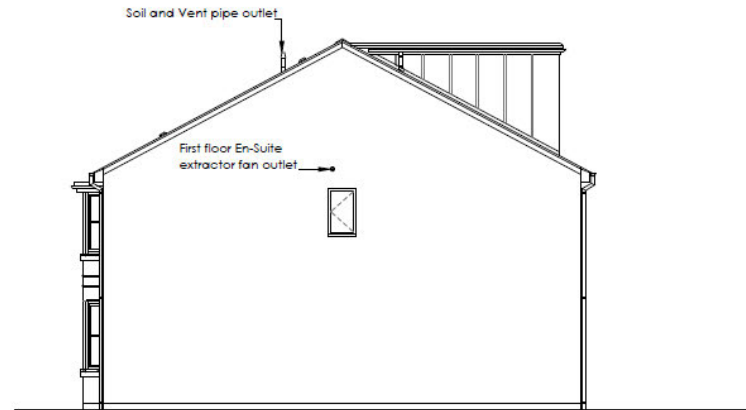 Soil and Vent pipe outlet
First floor En-Suite
extractor fan outlet